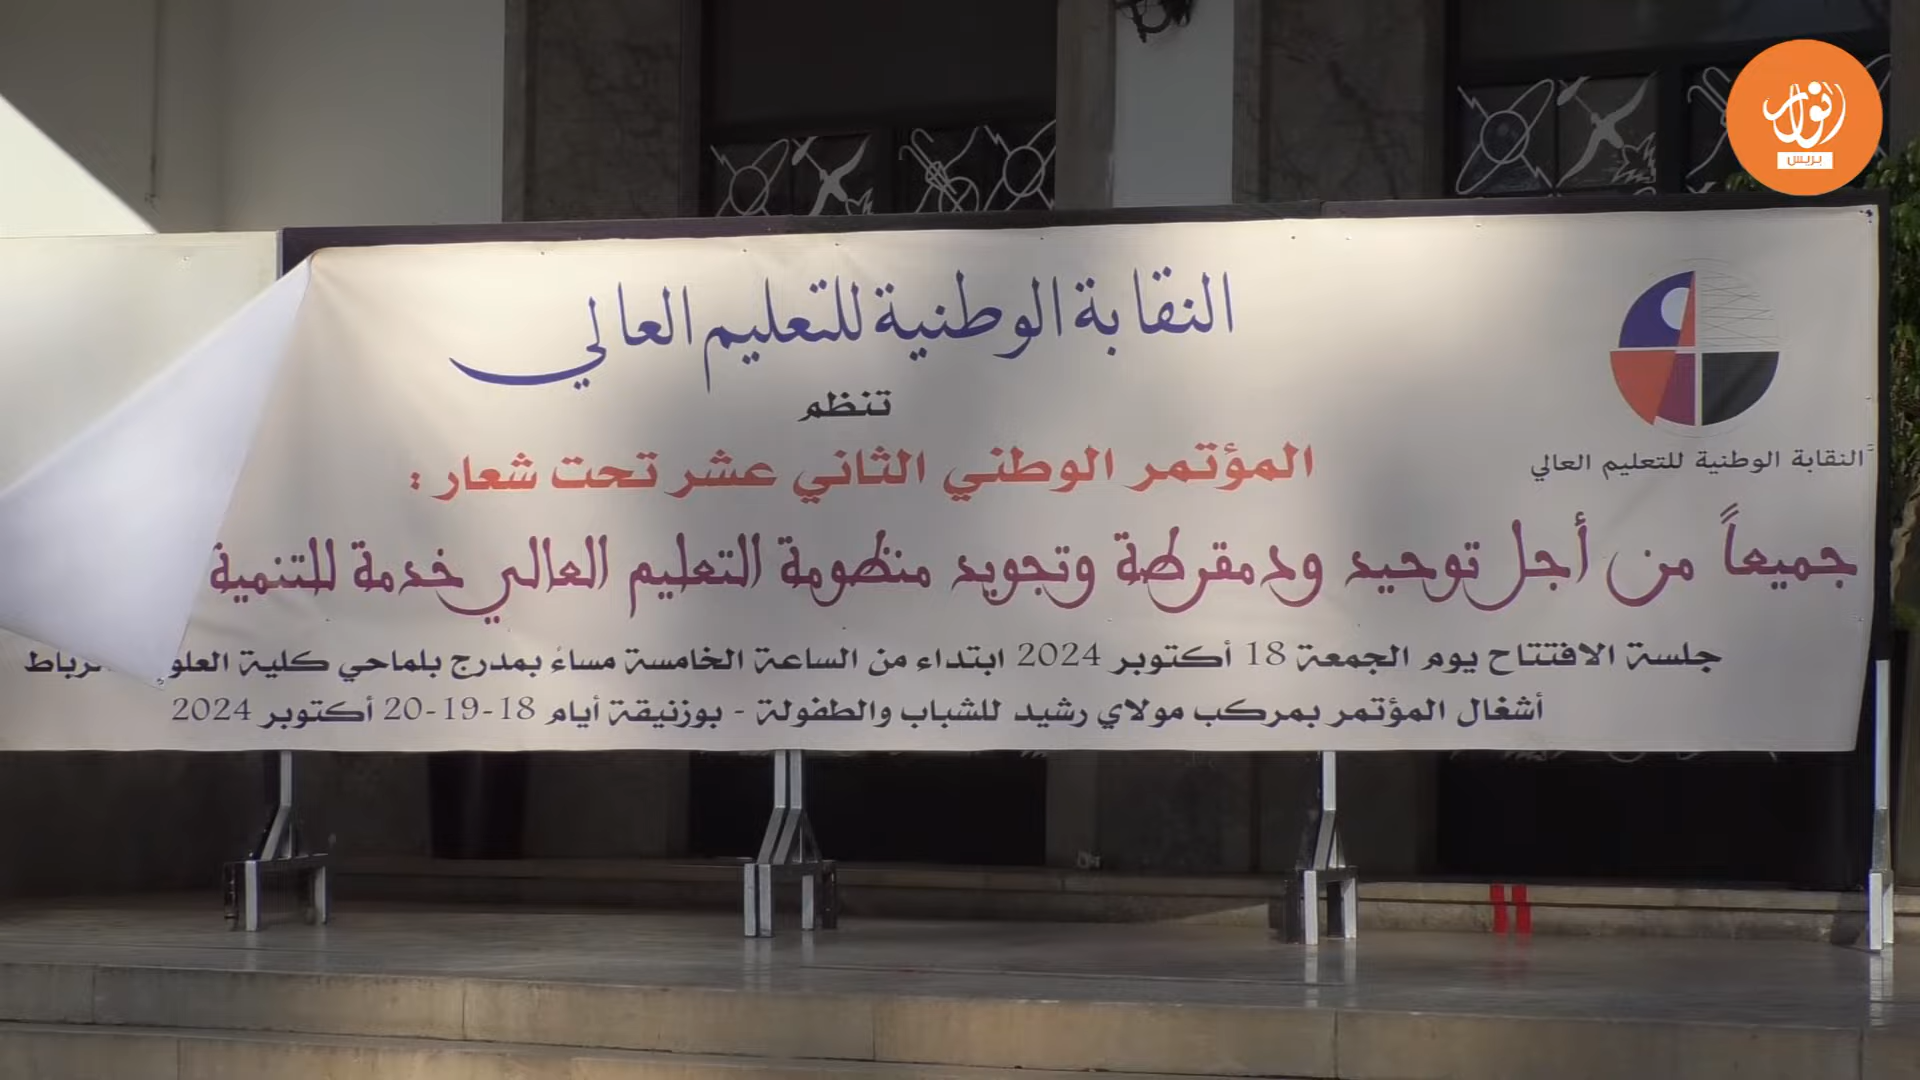 أنوار
بريس
النقابة الوطنية للتعليم العالي
تنظم
المؤتمر الوطني الثاني عشر تحت شعار :
النقابة الوطنية للتعليم العالي
جميعاً من أجل توحيد ودمقرطة وتجويد منظومة التعليم العالي خدمة للتنمية
جلسة الافتتاح يوم الجمعة 18 أكتوبر 2024 ابتداء من الساعة الخامسة مساءً بمدرج بلماحي كلية
أشغال المؤتمر بمركب مولاي رشيد للشباب والطفولة - بوزنيقة أيام 18-19-20 أكتوبر 2024